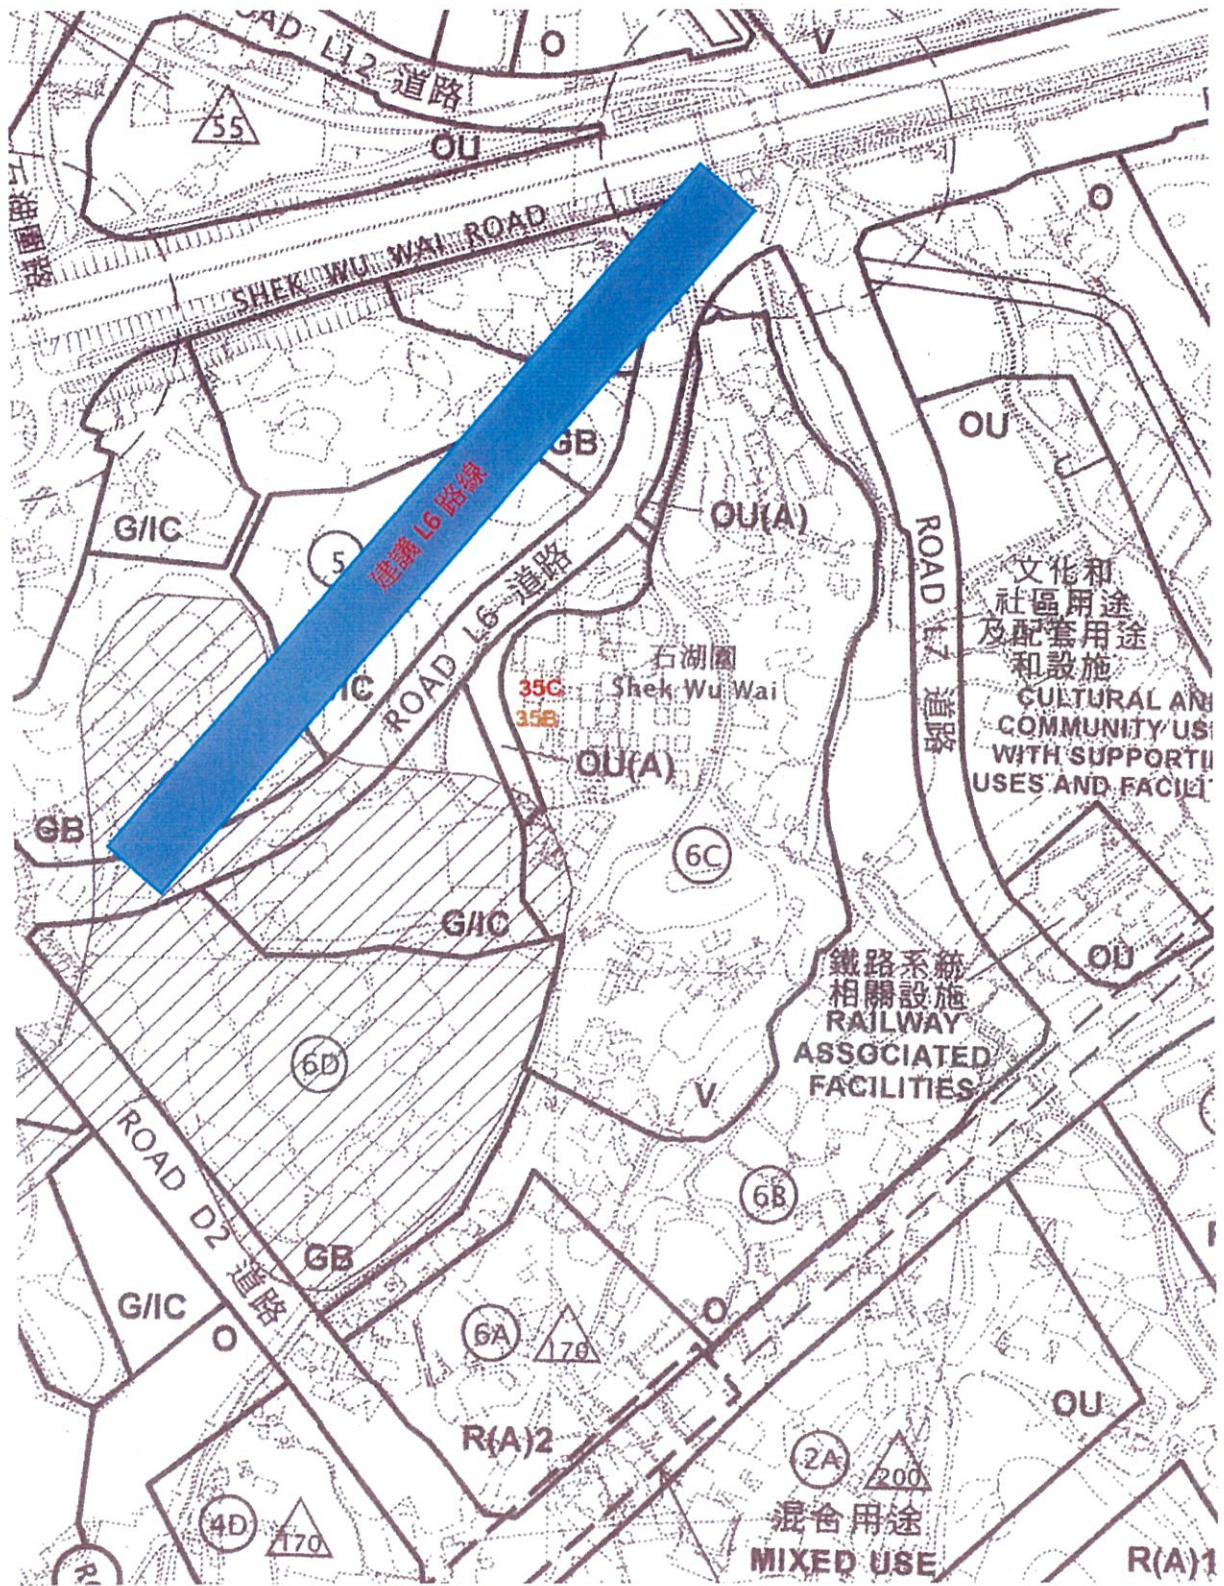 ROAD L12 道路
O
V
55
OU
O
SHEK WU WAI ROAD
OU
GB
G/IC
OU(A)
5
建議 L6 路線
ROAD L6 道路
ROAD L7 道路
文化和
社區用途
及配套用途
和設施
CULTURAL AN
COMMUNITY US
WITH SUPPORTI
USES AND FACILIT
石湖圍
Shek Wu Wai
35C
35B
IC
OU(A)
GB
6C
G/IC
OU
鐵路系統
相關設施
RAILWAY
ASSOCIATED
FACILITIES
6D
V
ROAD D2 道路
6B
GB
G/IC
O
6A
170
O
R(A)2
OU
2A
200
混合用途
MIXED USE
4D
170
R(A)1